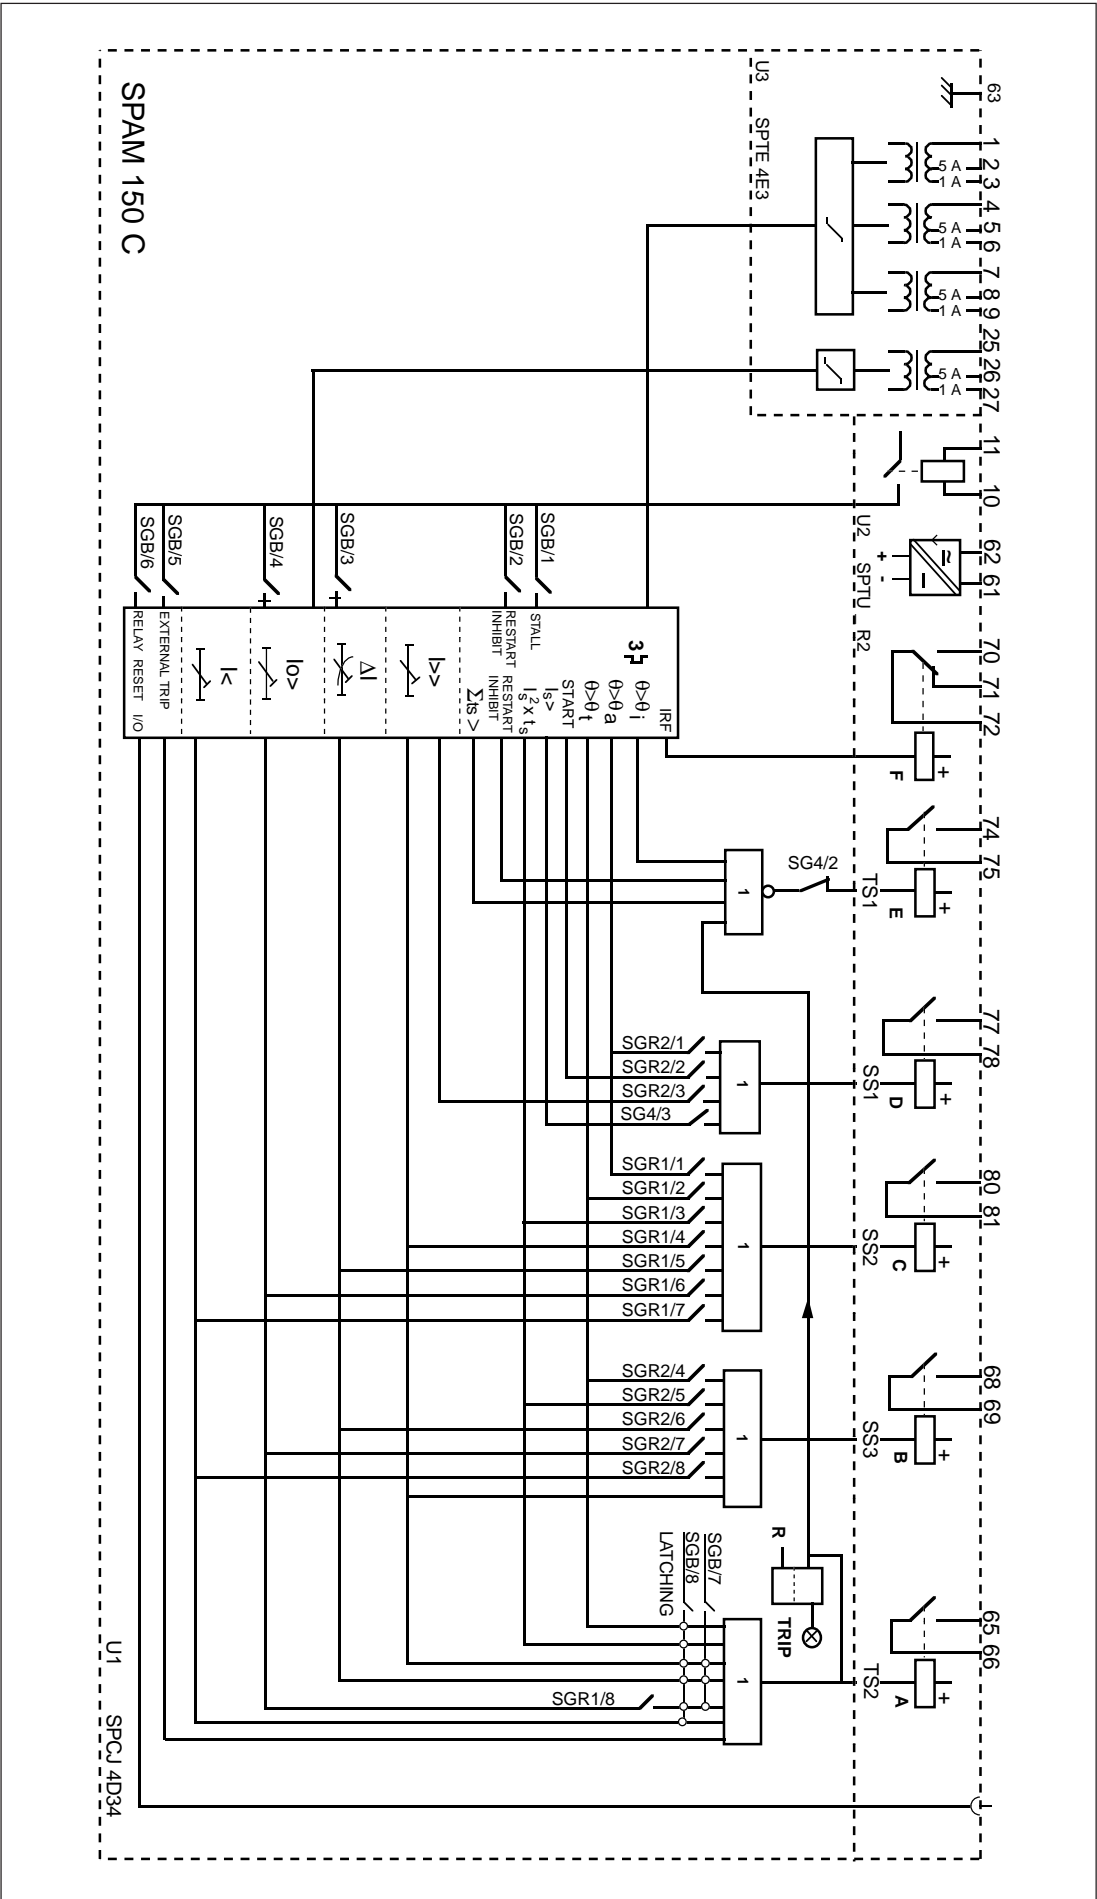 SPAM 150 C
U3 SPTE 4E3
63
1
2
3
5 A
1 A
4
5
6
5 A
1 A
7
8
9
5 A
1 A
25
26
27
5 A
1 A
11
10
U2 SPTU R2
+
-
≂
62
61
70
71
72
F
+
74
75
TS1
E
+
77
78
SS1
D
+
80
81
SS2
C
+
68
69
SS3
B
+
65
66
TS2
A
+
SGB/6
SGB/5
SGB/4
SGB/3
SGB/2
SGB/1
RELAY RESET I/O
EXTERNAL TRIP
I<
Io>
ΔI
I>>
RESTART INHIBIT
STALL
3
IRF
θ>θ i
θ>θ a
θ>θ t
START
Is>
Is² x ts
RESTART INHIBIT
Σts >
SG4/2
1
SGR2/1
SGR2/2
SGR2/3
SG4/3
1
SGR1/1
SGR1/2
SGR1/3
SGR1/4
SGR1/5
SGR1/6
SGR1/7
1
SGR2/4
SGR2/5
SGR2/6
SGR2/7
SGR2/8
1
R
TRIP
SGB/7
SGB/8
LATCHING
SGR1/8
1
U1 SPCJ 4D34